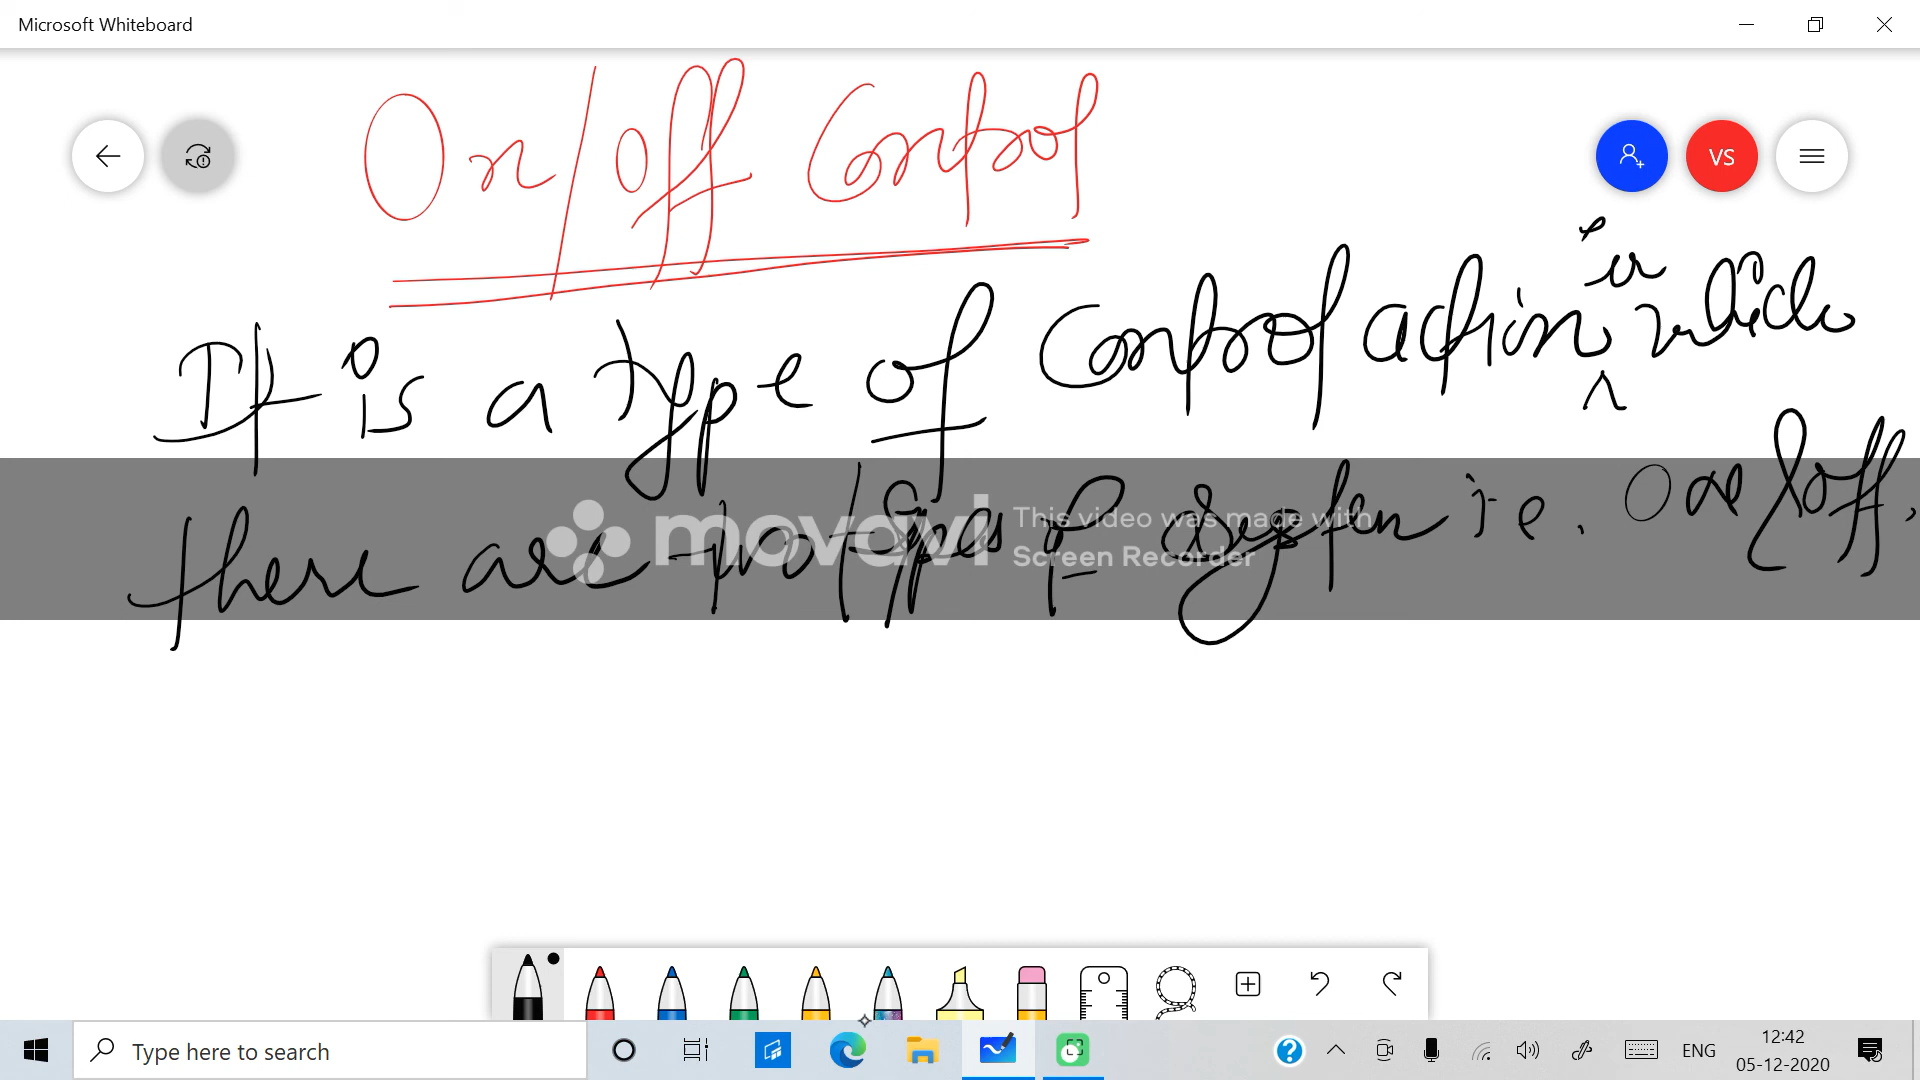 Microsoft Whiteboard
On/off Control
VS
It is a type of Control action in which
there are two types of system i.e. On/off.
movavi
This video was made with
Screen Recorder
Type here to search
ENG
12:42
05-12-2020